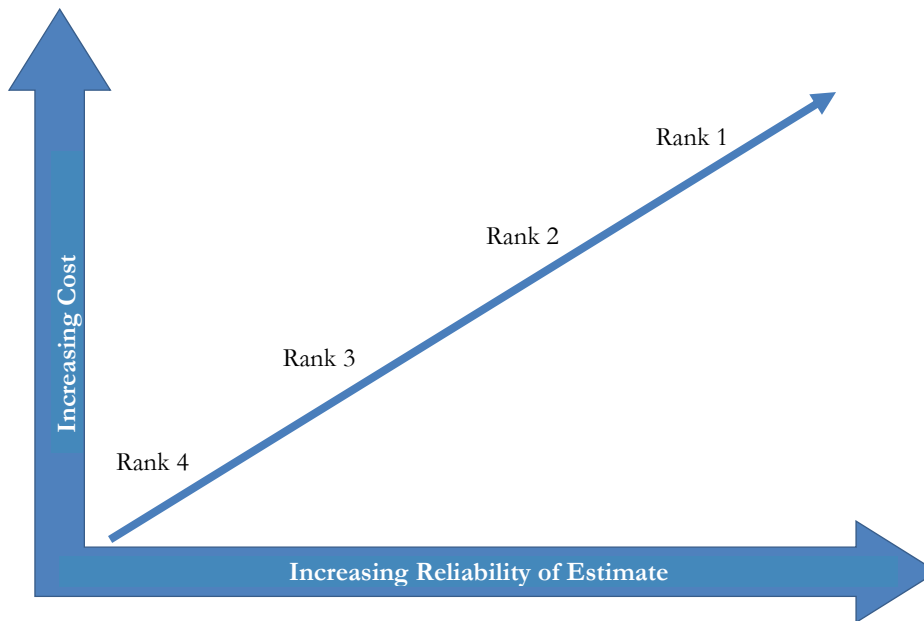 Rank 1
Rank 2
Rank 3
Rank 4
Increasing Cost
Increasing Reliability of Estimate